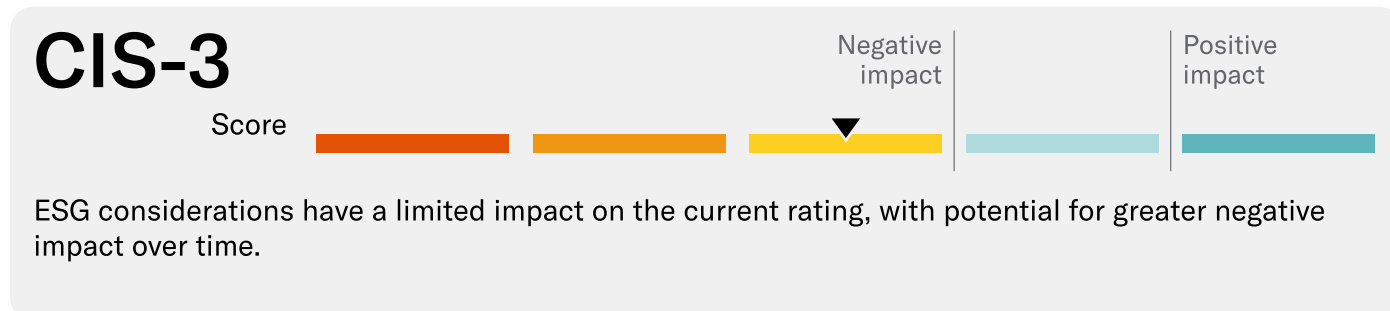 CIS-3
Negative
impact
Positive
impact
Score
ESG considerations have a limited impact on the current rating, with potential for greater negative
impact over time.